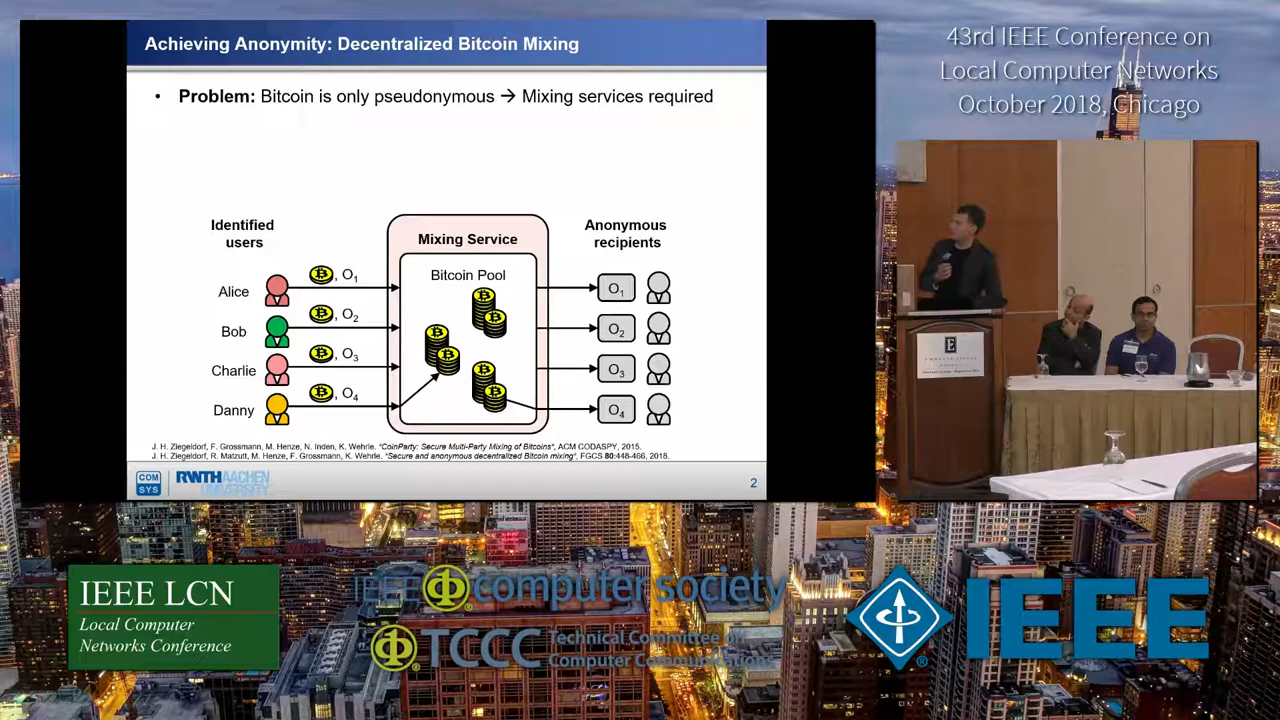 Achieving Anonymity: Decentralized Bitcoin Mixing
• Problem: Bitcoin is only pseudonymous → Mixing services required
Identified
users
Mixing Service
Bitcoin Pool
Anonymous
recipients
Alice
, O1
O1
Bob
, O2
O2
Charlie
, O3
O3
Danny
, O4
O4
J. H. Ziegeldorf, F. Grossmann, M. Henze, N. Inden, K. Wehrle. "CoinParty: Secure Multi-Party Mixing of Bitcoins", ACM CODASPY, 2015.
J. H. Ziegeldorf, R. Matzutt, M. Henze, F. Grossmann, K. Wehrle. "Secure and anonymous decentralized Bitcoin mixing", FGCS 80:448-466, 2018.
COM
SYS
RWTH AACHEN
UNIVERSITY
2
43rd IEEE Conference on
Local Computer Networks
October 2018, Chicago
E
IEEE LCN
Local Computer
Networks Conference
IEEE computer society
TCCC Technical Committee on
Computer Communications
IEEE